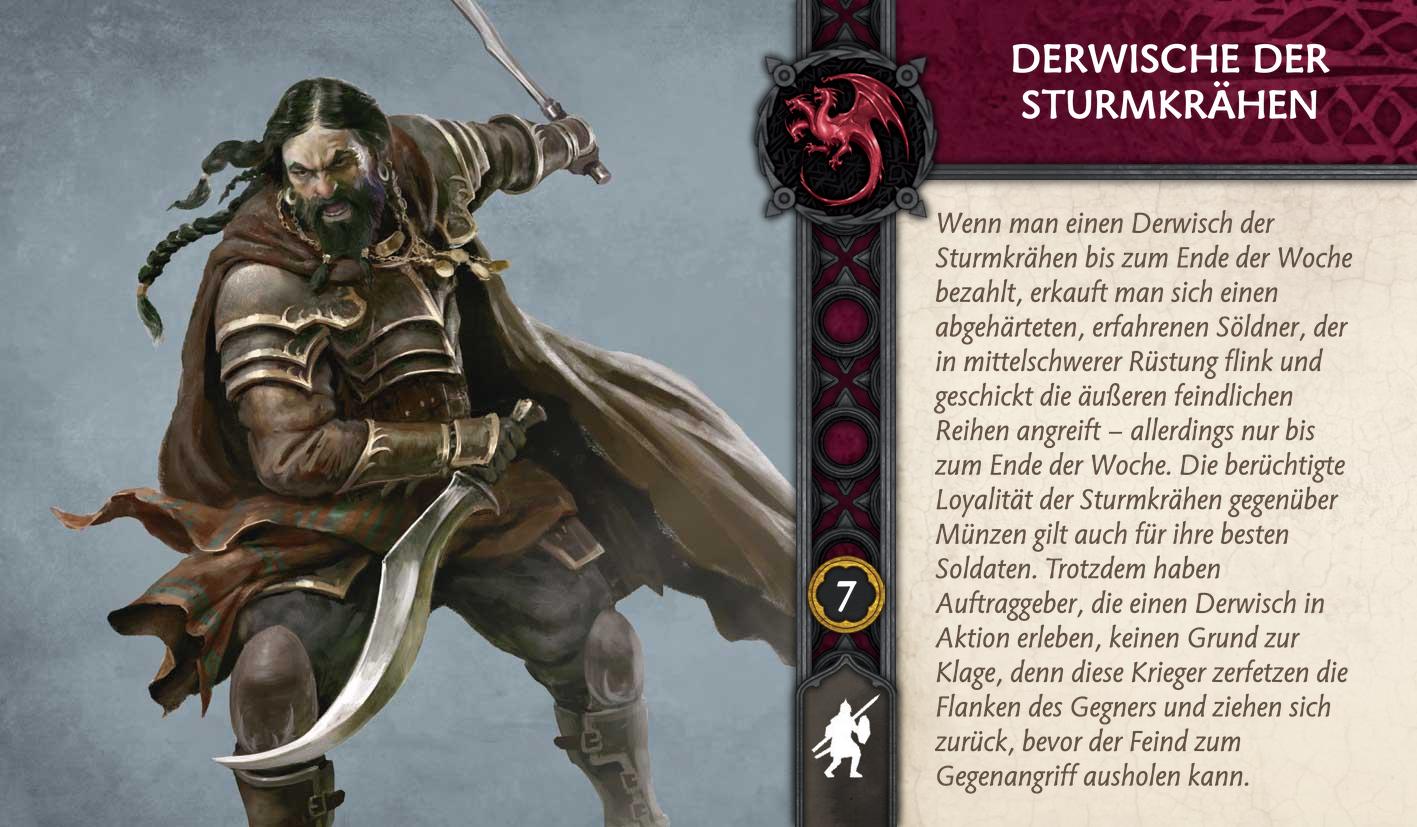 DERWISCHE DER
STURMKRÄHEN
Wenn man einen Derwisch der
Sturmkrähen bis zum Ende der Woche
bezahlt, erkauft man sich einen
abgehärteten, erfahrenen Söldner, der
in mittelschwerer Rüstung flink und
geschickt die äußeren feindlichen
Reihen angreift – allerdings nur bis
zum Ende der Woche. Die berüchtigte
Loyalität der Sturmkrähen gegenüber
Münzen gilt auch für ihre besten
Soldaten. Trotzdem haben
Auftraggeber, die einen Derwisch in
Aktion erleben, keinen Grund zur
Klage, denn diese Krieger zerfetzen die
Flanken des Gegners und ziehen sich
zurück, bevor der Feind zum
Gegenangriff ausholen kann.
7